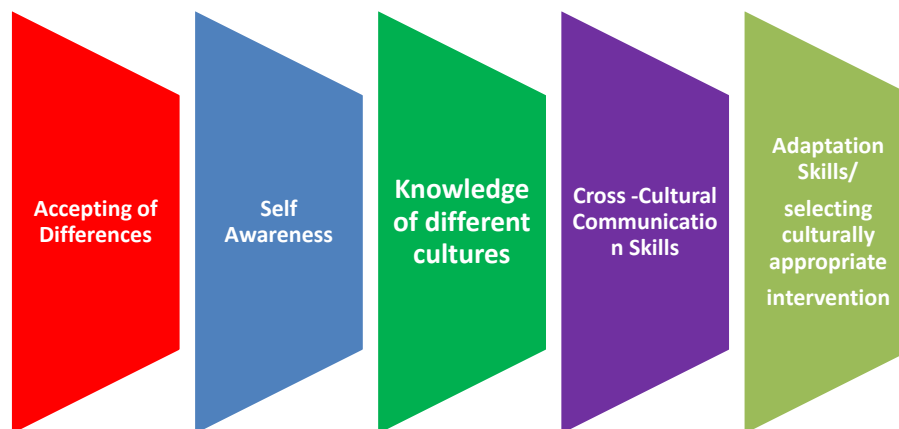 Accepting of
Differences
Self
Awareness
Knowledge
of different
cultures
Cross -Cultural
Communicatio
n Skills
Adaptation
Skills/
selecting
culturally
appropriate
intervention